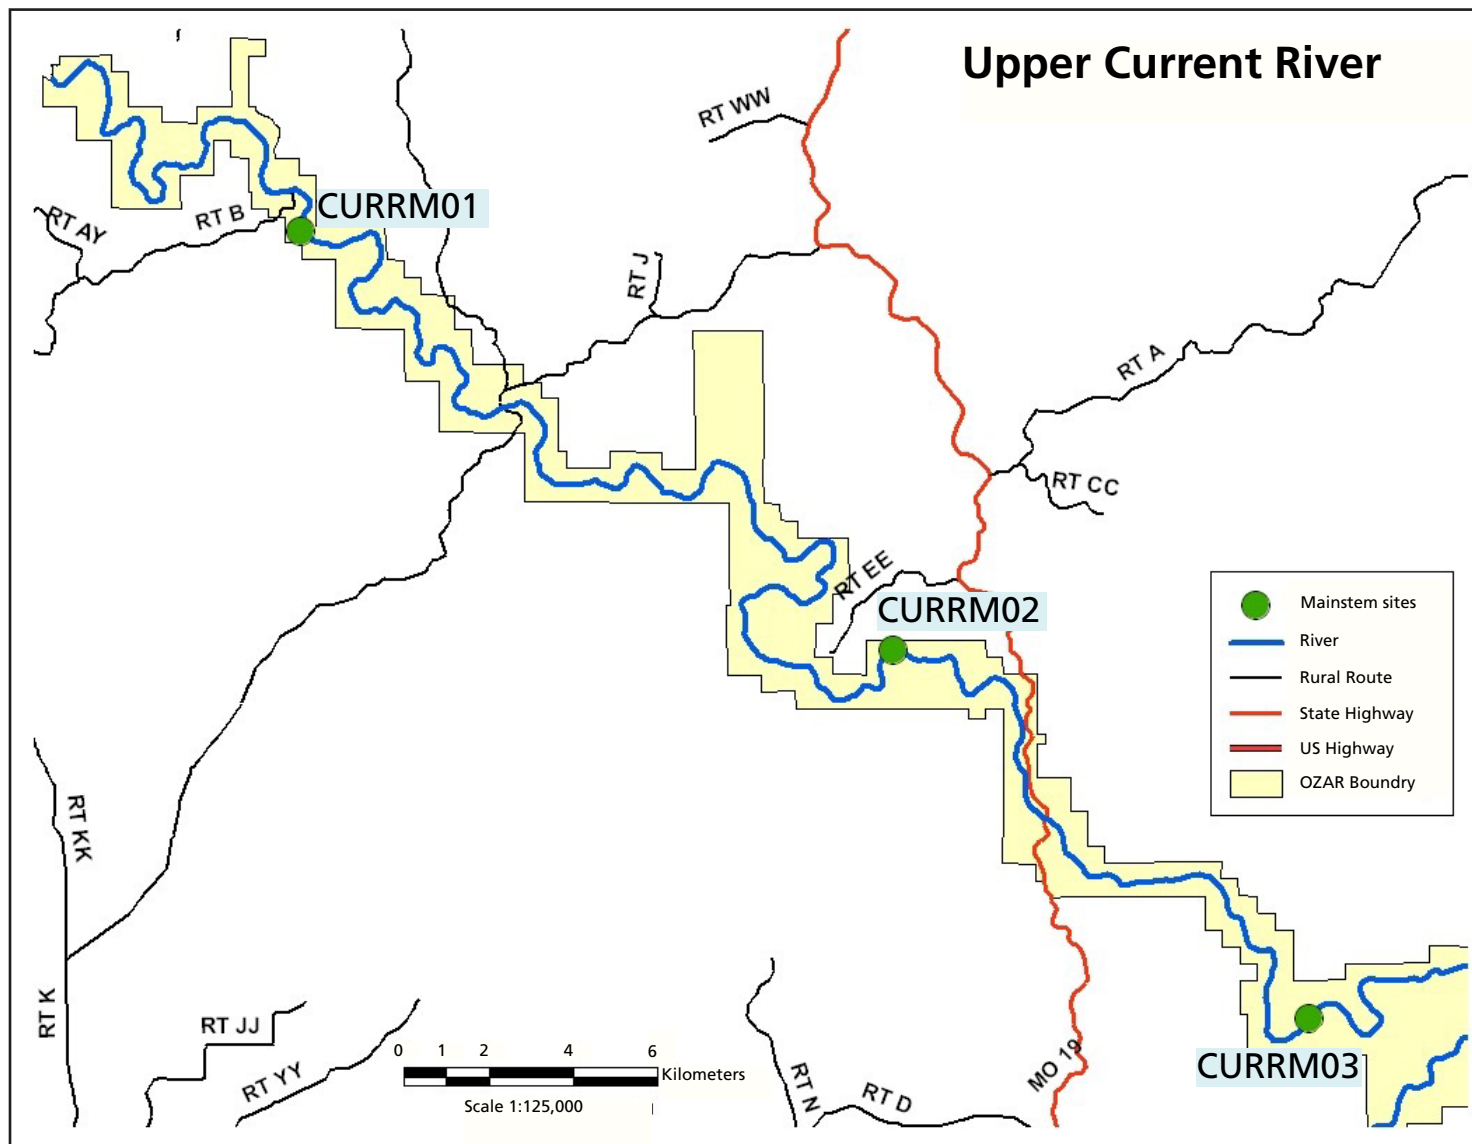 Upper Current River
RT WW
CURRM01
RT AY
RT B
RT J
RT A
RT CC
RT EE
CURRM02
Mainstem sites
River
Rural Route
State Highway
US Highway
OZAR Boundry
RT KK
RT K
RT JJ
RT YY
0 1 2 4 6
Kilometers
Scale 1:125,000
RT N
RT D
MO 19
CURRM03